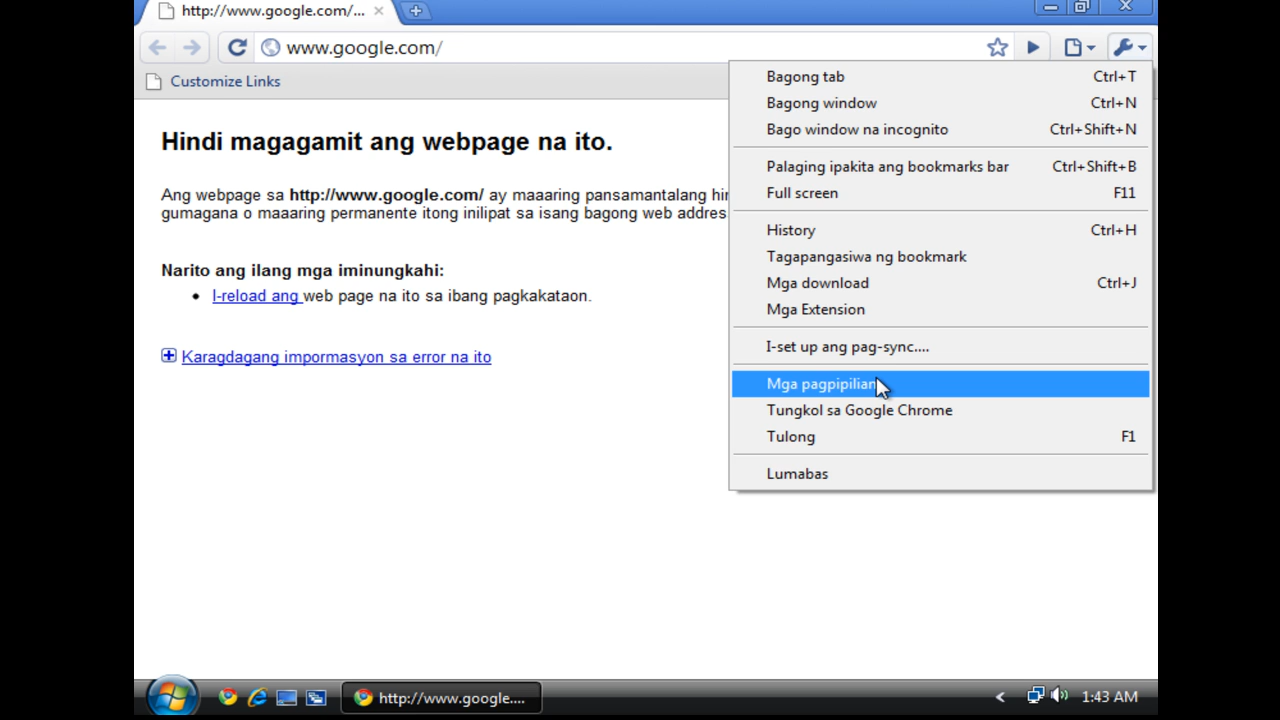 http://www.google.com/...
www.google.com/
Customize Links
Hindi magagamit ang webpage na ito.
Ang webpage sa http://www.google.com/ ay maaaring pansamantalang
gumagana o maaaring permanente itong inilipat sa isang bagong web
Narito ang ilang mga iminungkahi:
I-reload ang web page na ito sa ibang pagkakataon.
Karagdagang impormasyon sa error na ito
Bagong tab Ctrl+T
Bagong window Ctrl+N
Bago window na incognito Ctrl+Shift+N
Palaging ipakita ang bookmarks bar Ctrl+Shift+B
Full screen F11
History Ctrl+H
Tagapangasiwa ng bookmark
Mga download Ctrl+J
Mga Extension
I-set up ang pag-sync....
Mga pagpipilian
Tungkol sa Google Chrome
Tulong F1
Lumabas
http://www.google....
1:43 AM